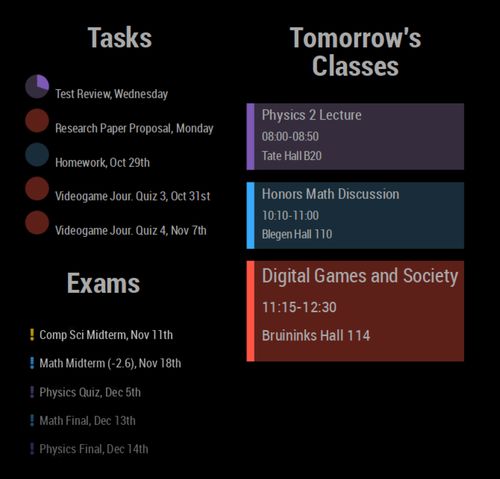 Tasks
Test Review, Wednesday
Research Paper Proposal, Monday
Homework, Oct 29th
Videogame Jour. Quiz 3, Oct 31st
Videogame Jour. Quiz 4, Nov 7th
Exams
! Comp Sci Midterm, Nov 11th
! Math Midterm (-2.6), Nov 18th
! Physics Quiz, Dec 5th
! Math Final, Dec 13th
! Physics Final, Dec 14th
Tomorrow's
Classes
Physics 2 Lecture
08:00-08:50
Tate Hall B20
Honors Math Discussion
10:10-11:00
Blegen Hall 110
Digital Games and Society
11:15-12:30
Bruininks Hall 114